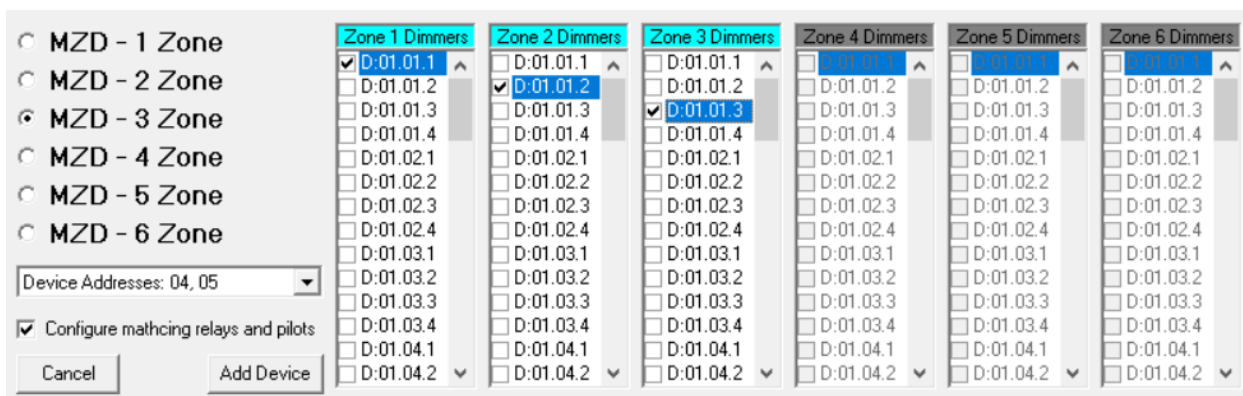 MZD - 1 Zone
MZD - 2 Zone
MZD - 3 Zone
MZD - 4 Zone
MZD - 5 Zone
MZD - 6 Zone
Device Addresses: 04, 05
Configure mathcing relays and pilots
Cancel
Add Device
Zone 1 Dimmers
D:01.01.1
D:01.01.2
D:01.01.3
D:01.01.4
D:01.02.1
D:01.02.2
D:01.02.3
D:01.02.4
D:01.03.1
D:01.03.2
D:01.03.3
D:01.03.4
D:01.04.1
D:01.04.2
Zone 2 Dimmers
D:01.01.1
D:01.01.2
D:01.01.3
D:01.01.4
D:01.02.1
D:01.02.2
D:01.02.3
D:01.02.4
D:01.03.1
D:01.03.2
D:01.03.3
D:01.03.4
D:01.04.1
D:01.04.2
Zone 3 Dimmers
D:01.01.1
D:01.01.2
D:01.01.3
D:01.01.4
D:01.02.1
D:01.02.2
D:01.02.3
D:01.02.4
D:01.03.1
D:01.03.2
D:01.03.3
D:01.03.4
D:01.04.1
D:01.04.2
Zone 4 Dimmers
D:01.01.1
D:01.01.2
D:01.01.3
D:01.01.4
D:01.02.1
D:01.02.2
D:01.02.3
D:01.02.4
D:01.03.1
D:01.03.2
D:01.03.3
D:01.03.4
D:01.04.1
D:01.04.2
Zone 5 Dimmers
D:01.01.1
D:01.01.2
D:01.01.3
D:01.01.4
D:01.02.1
D:01.02.2
D:01.02.3
D:01.02.4
D:01.03.1
D:01.03.2
D:01.03.3
D:01.03.4
D:01.04.1
D:01.04.2
Zone 6 Dimmers
D:01.01.1
D:01.01.2
D:01.01.3
D:01.01.4
D:01.02.1
D:01.02.2
D:01.02.3
D:01.02.4
D:01.03.1
D:01.03.2
D:01.03.3
D:01.03.4
D:01.04.1
D:01.04.2